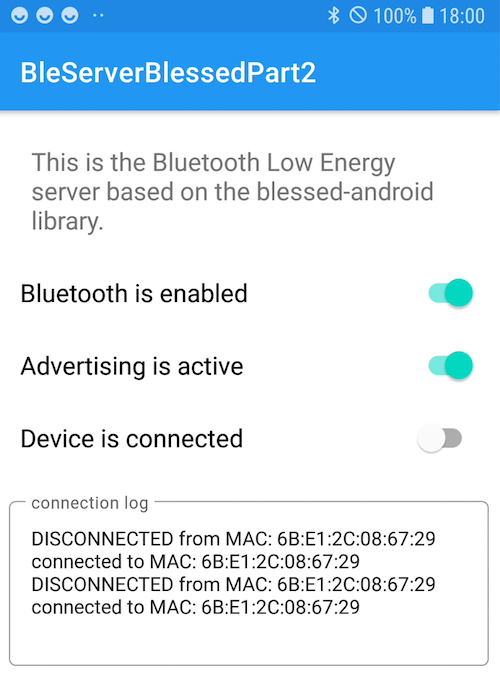 100% 18:00
BleServerBlessedPart2
This is the Bluetooth Low Energy
server based on the blessed-android
library.
Bluetooth is enabled
Advertising is active
Device is connected
connection log
DISCONNECTED from MAC: 6B:E1:2C:08:67:29
connected to MAC: 6B:E1:2C:08:67:29
DISCONNECTED from MAC: 6B:E1:2C:08:67:29
connected to MAC: 6B:E1:2C:08:67:29